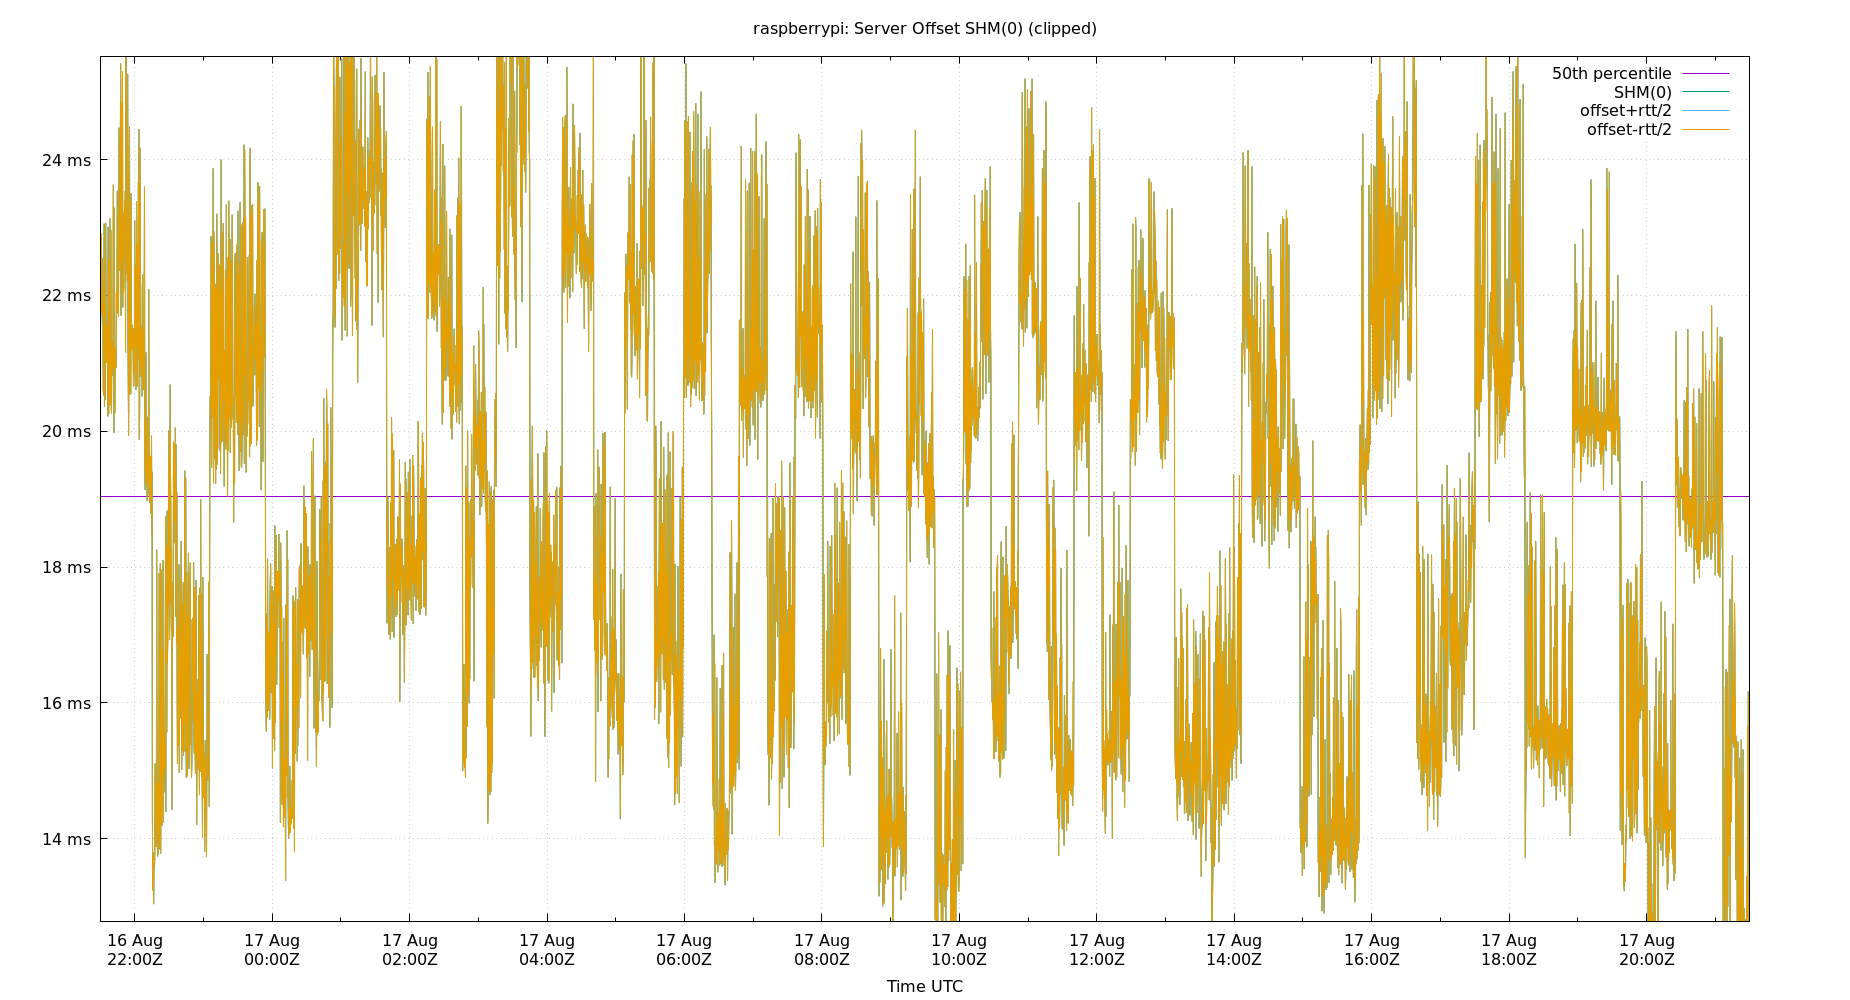 raspberrypi: Server Offset SHM(0) (clipped)
50th percentile
SHM(0)
offset+rtt/2
offset-rtt/2
24 ms
22 ms
20 ms
18 ms
16 ms
14 ms
16 Aug 17 Aug 17 Aug 17 Aug 17 Aug 17 Aug 17 Aug 17 Aug 17 Aug 17 Aug 17 Aug 17 Aug
22:00Z 00:00Z 02:00Z 04:00Z 06:00Z 08:00Z 10:00Z 12:00Z 14:00Z 16:00Z 18:00Z 20:00Z
Time UTC